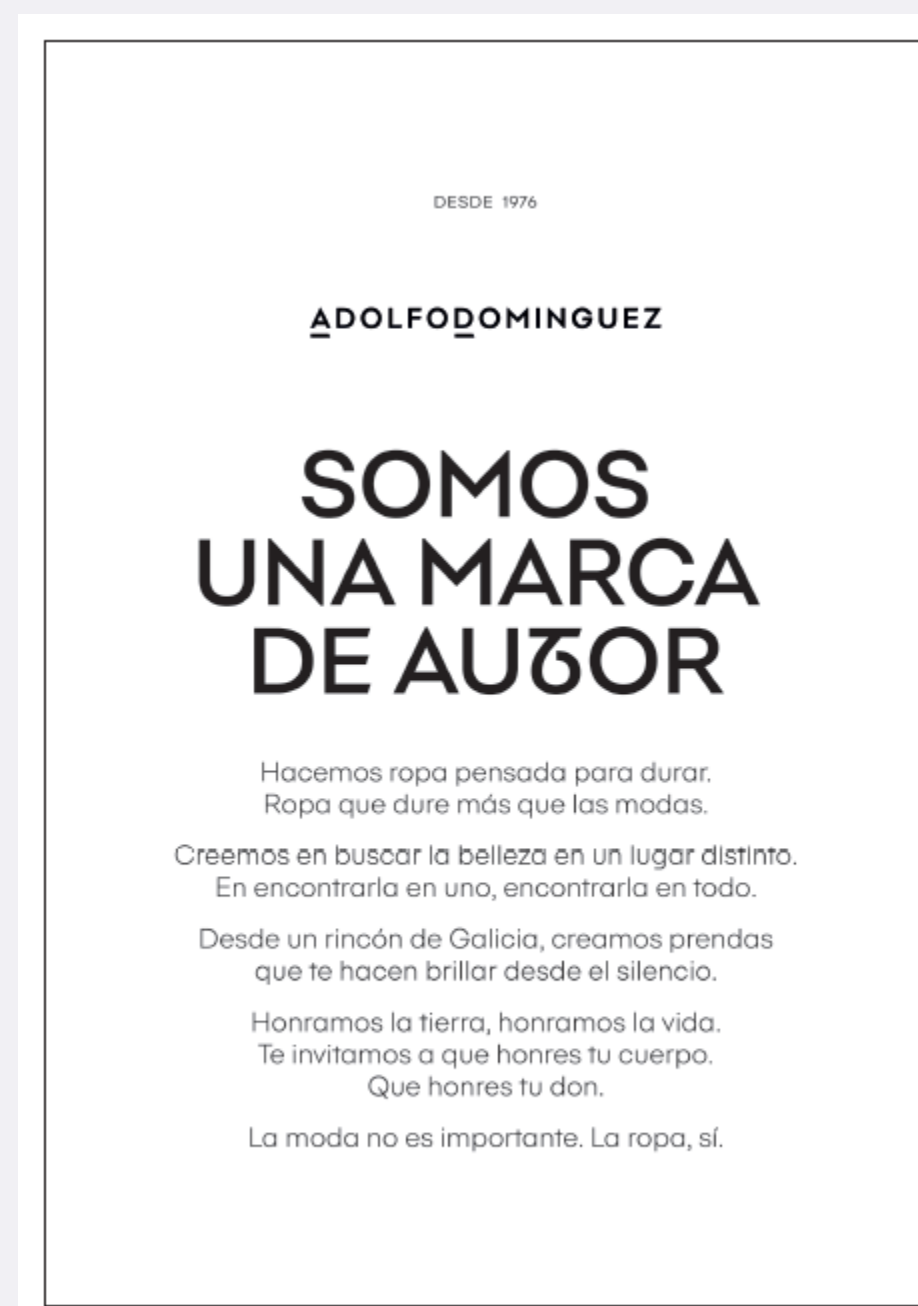 DESDE 1976
ADOLFODOMINGUEZ
SOMOS
UNA MARCA
DE AUTOR
Hacemos ropa pensada para durar.
Ropa que dure más que las modas.
Creemos en buscar la belleza en un lugar distinto.
En encontrarla en uno, encontrarla en todo.
Desde un rincón de Galicia, creamos prendas
que te hacen brillar desde el silencio.
Honramos la tierra, honramos la vida.
Te invitamos a que honres tu cuerpo.
Que honres tu don.
La moda no es importante. La ropa, sí.